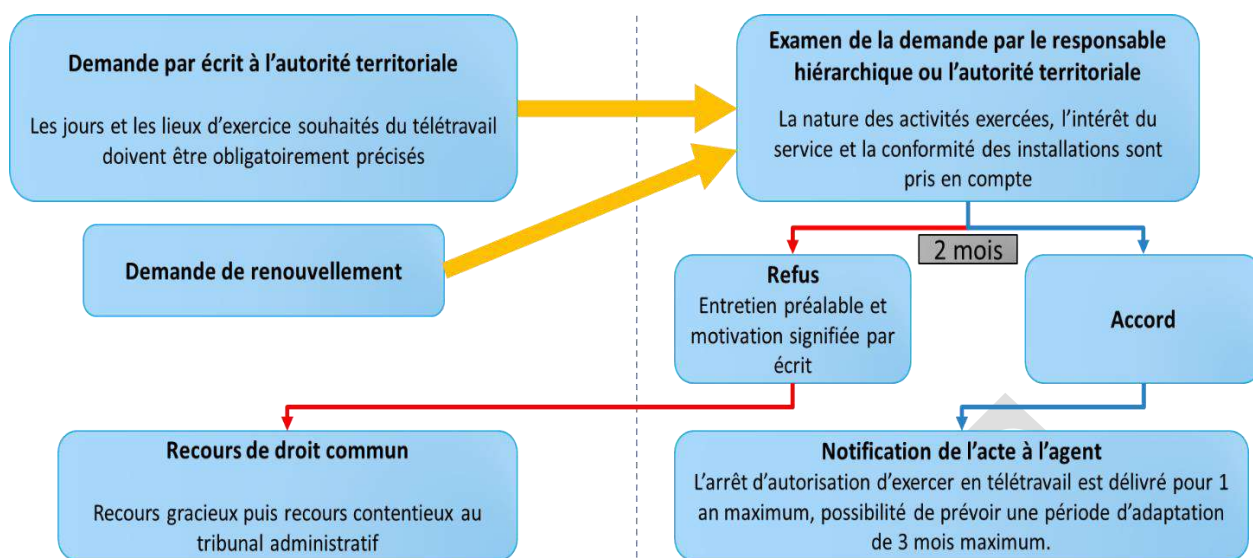 Demande par écrit à l'autorité territoriale
Les jours et les lieux d'exercice souhaités du télétravail
doivent être obligatoirement précisés
Examen de la demande par le responsable
hiérarchique ou l'autorité territoriale
La nature des activités exercées, l'intérêt du
service et la conformité des installations sont
pris en compte
Demande de renouvellement
2 mois
Refus
Entretien préalable et
motivation signifiée par
écrit
Accord
Recours de droit commun
Recours gracieux puis recours contentieux au
tribunal administratif
Notification de l'acte à l'agent
L'arrêt d'autorisation d'exercer en télétravail est délivré pour 1
an maximum, possibilité de prévoir une période d'adaptation
de 3 mois maximum.